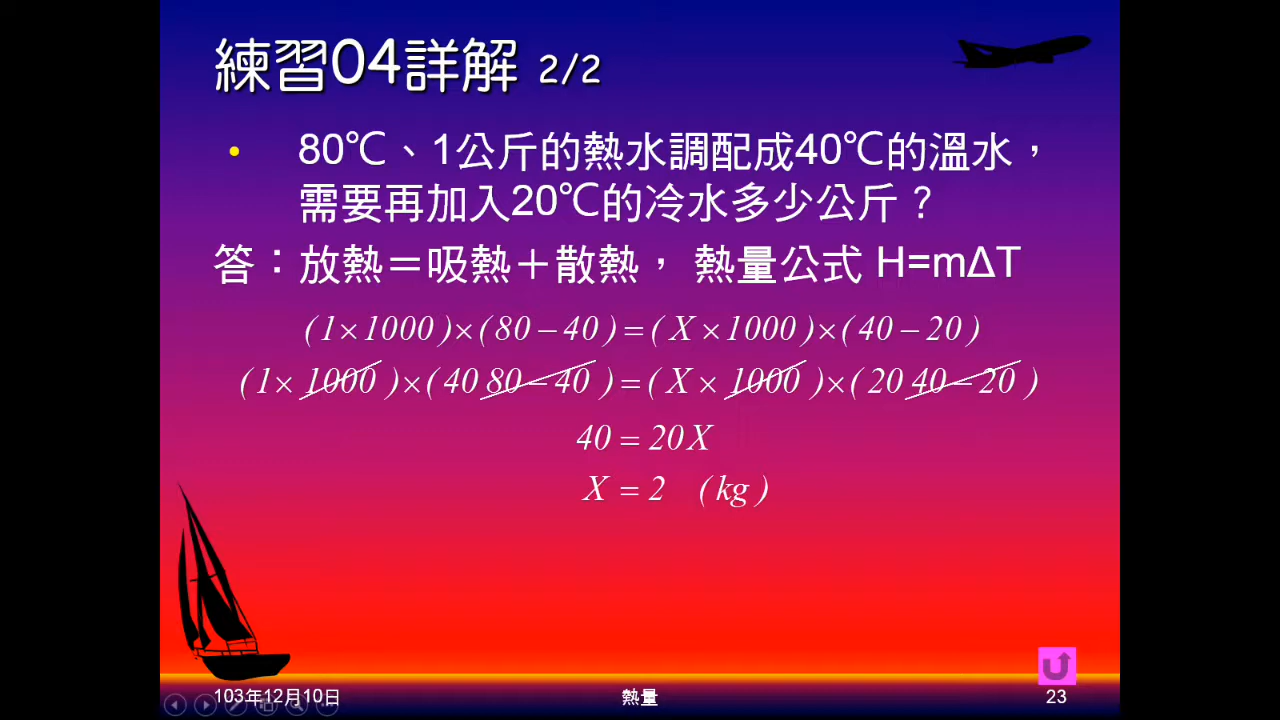 練習04詳解 2/2
• 80℃、1公斤的熱水調配成40℃的溫水，
需要再加入20℃的冷水多少公斤？
答：放熱＝吸熱＋散熱， 熱量公式 H=mΔT
(1×1000)×(80−40)=(X×1000)×(40−20)
(1×1000)×(40 80−40)=(X×1000)×(20 40−20)
40=20X
X=2 (kg)
103年12月10日 熱量 23